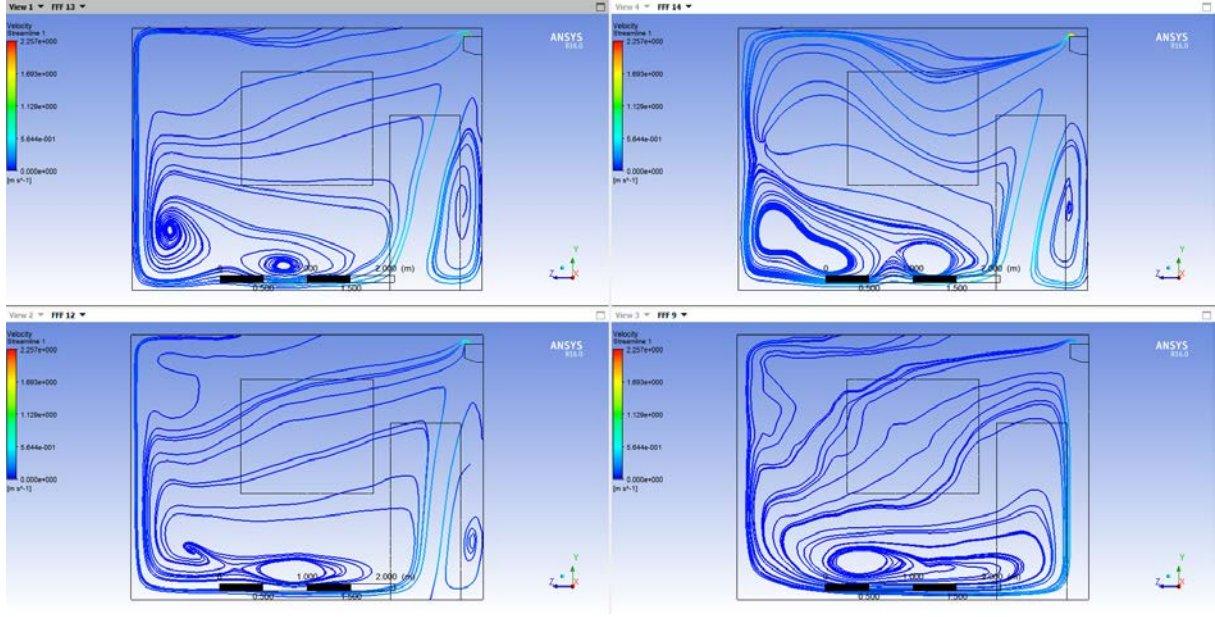 View 1 ▼ FFF 13 ▼
Velocity
Streamline 1
2.257e+000
1.693e+000
1.129e+000
5.644e-001
0.000e+000
[m s^-1]
ANSYS
R16.0
0 1.000 2.000 (m)
0.500 1.500
Y
Z X
View 4 ▼ FFF 14 ▼
Velocity
Streamline 1
2.257e+000
1.693e+000
1.129e+000
5.644e-001
0.000e+000
[m s^-1]
ANSYS
R16.0
0 1.000 2.000 (m)
0.500 1.500
Y
Z X
View 2 ▼ FFF 12 ▼
Velocity
Streamline 1
2.257e+000
1.693e+000
1.129e+000
5.644e-001
0.000e+000
[m s^-1]
ANSYS
R16.0
0 1.000 2.000 (m)
0.500 1.500
Y
Z X
View 3 ▼ FFF 9 ▼
Velocity
Streamline 1
2.257e+000
1.693e+000
1.129e+000
5.644e-001
0.000e+000
[m s^-1]
ANSYS
R16.0
0 1.000 2.000 (m)
0.500 1.500
Y
Z X